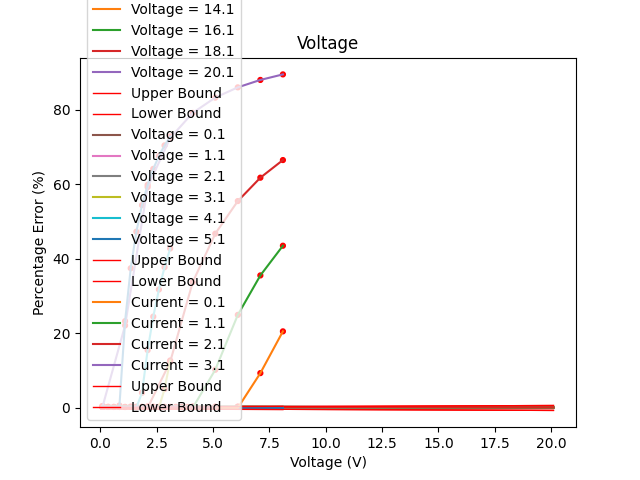 Voltage = 14.1
Voltage = 16.1
Voltage = 18.1
Voltage = 20.1
Upper Bound
Lower Bound
Voltage = 0.1
Voltage = 1.1
Voltage = 2.1
Voltage = 3.1
Voltage = 4.1
Voltage = 5.1
Upper Bound
Lower Bound
Current = 0.1
Current = 1.1
Current = 2.1
Current = 3.1
Upper Bound
Lower Bound
Voltage
Percentage Error (%)
80
60
40
20
0
0.0 2.5 5.0 7.5 10.0 12.5 15.0 17.5 20.0
Voltage (V)